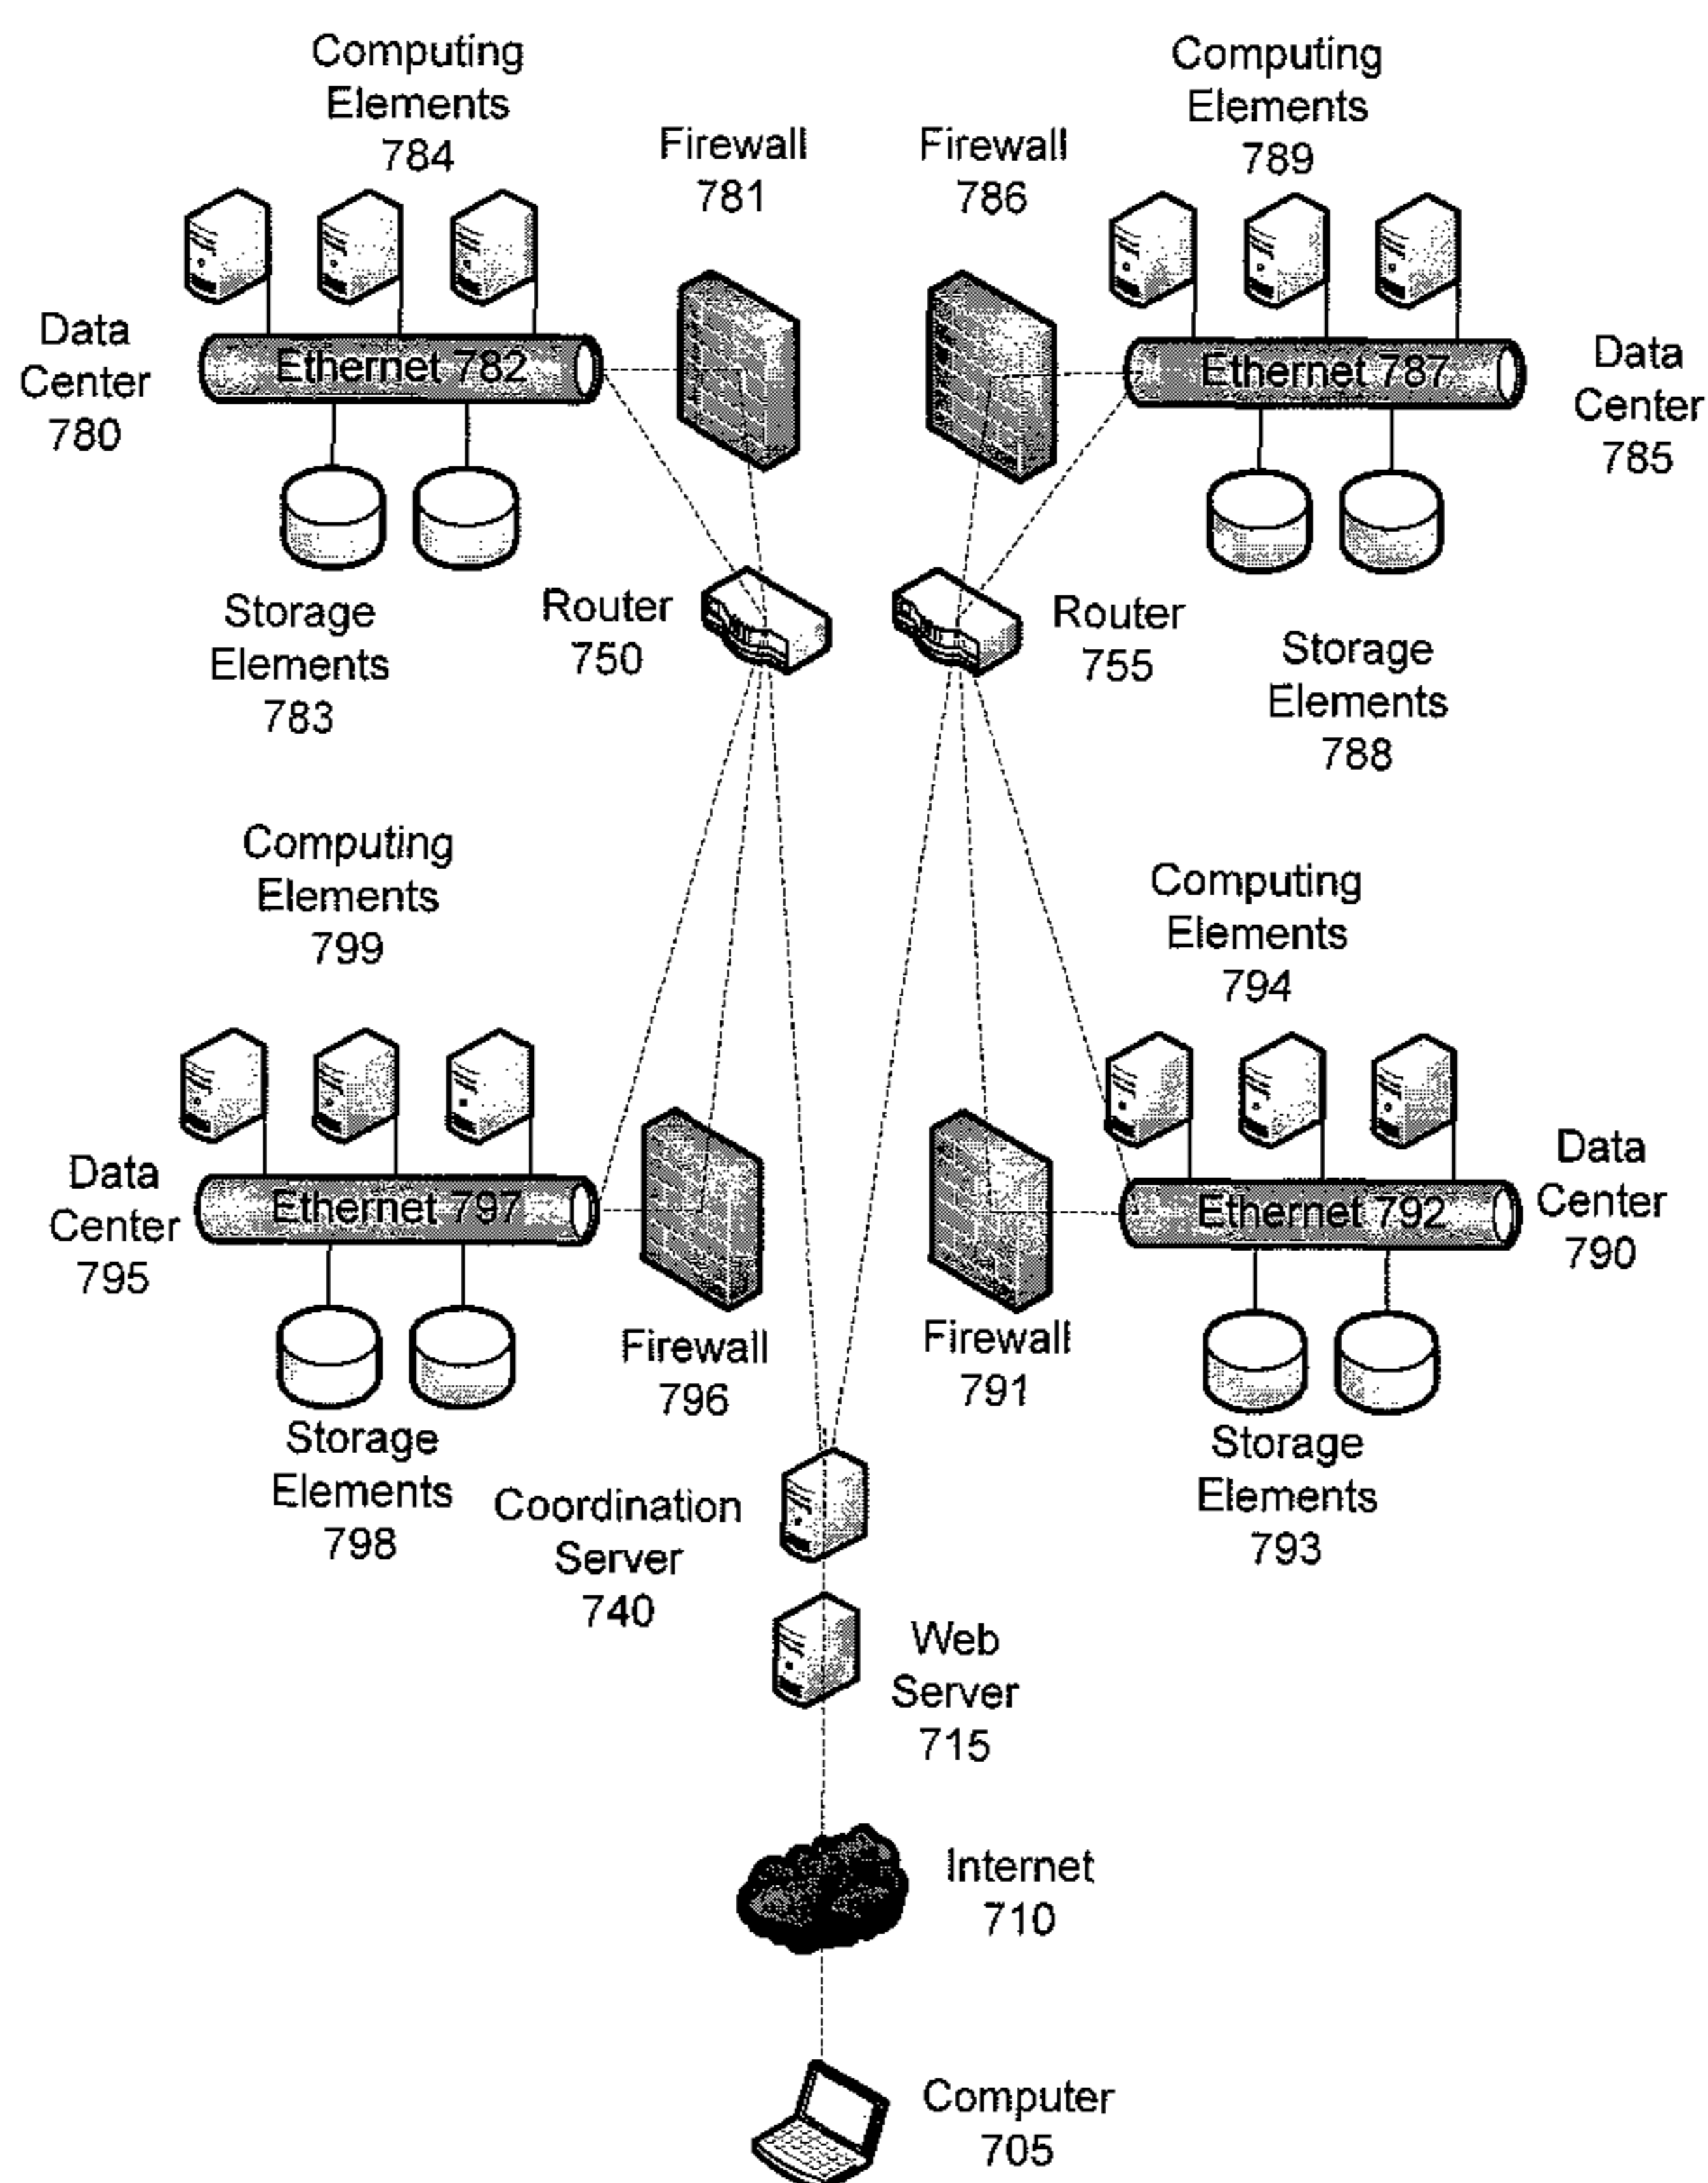 Computing
Elements
784
Firewall
781
Firewall
786
Computing
Elements
789
Data
Center
780
Ethernet 782
Ethernet 787
Data
Center
785
Storage
Elements
783
Router
750
Router
755
Storage
Elements
788
Computing
Elements
799
Computing
Elements
794
Data
Center
795
Ethernet 797
Ethernet 792
Data
Center
790
Firewall
796
Firewall
791
Storage
Elements
798
Coordination
Server
740
Storage
Elements
793
Web
Server
715
Internet
710
Computer
705